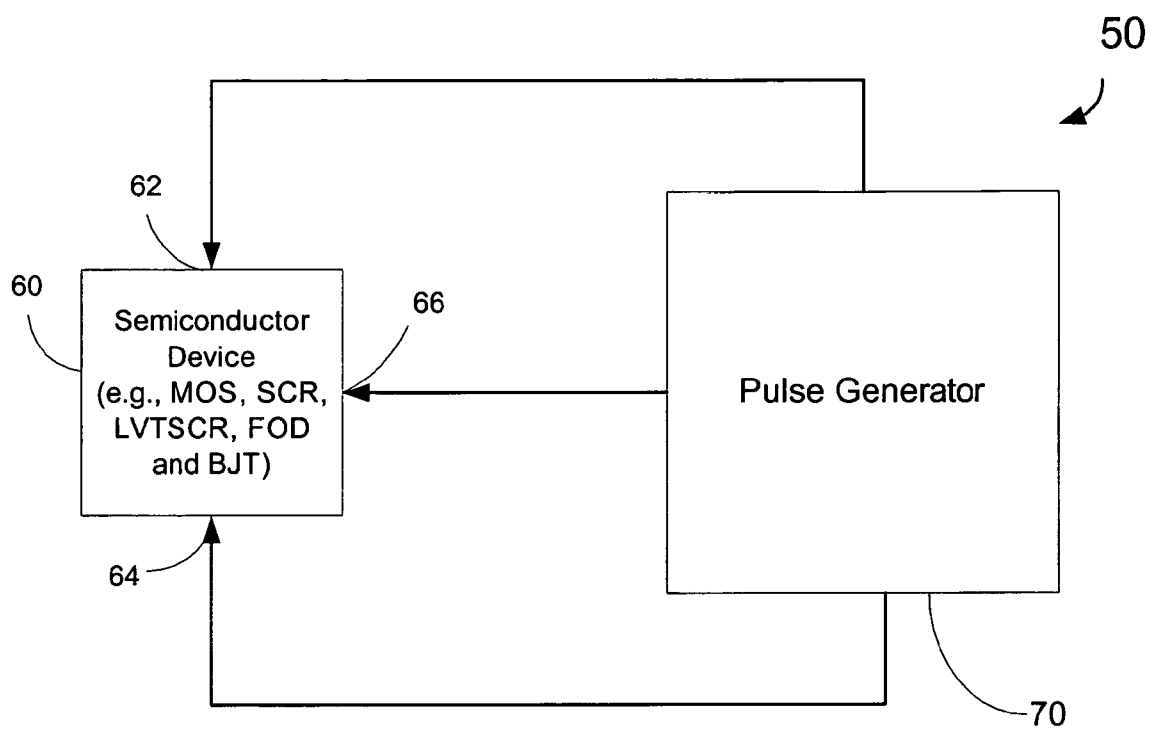 50
62
60
66
Semiconductor
Device
(e.g., MOS, SCR,
LVTSCR, FOD
and BJT)
Pulse Generator
64
70